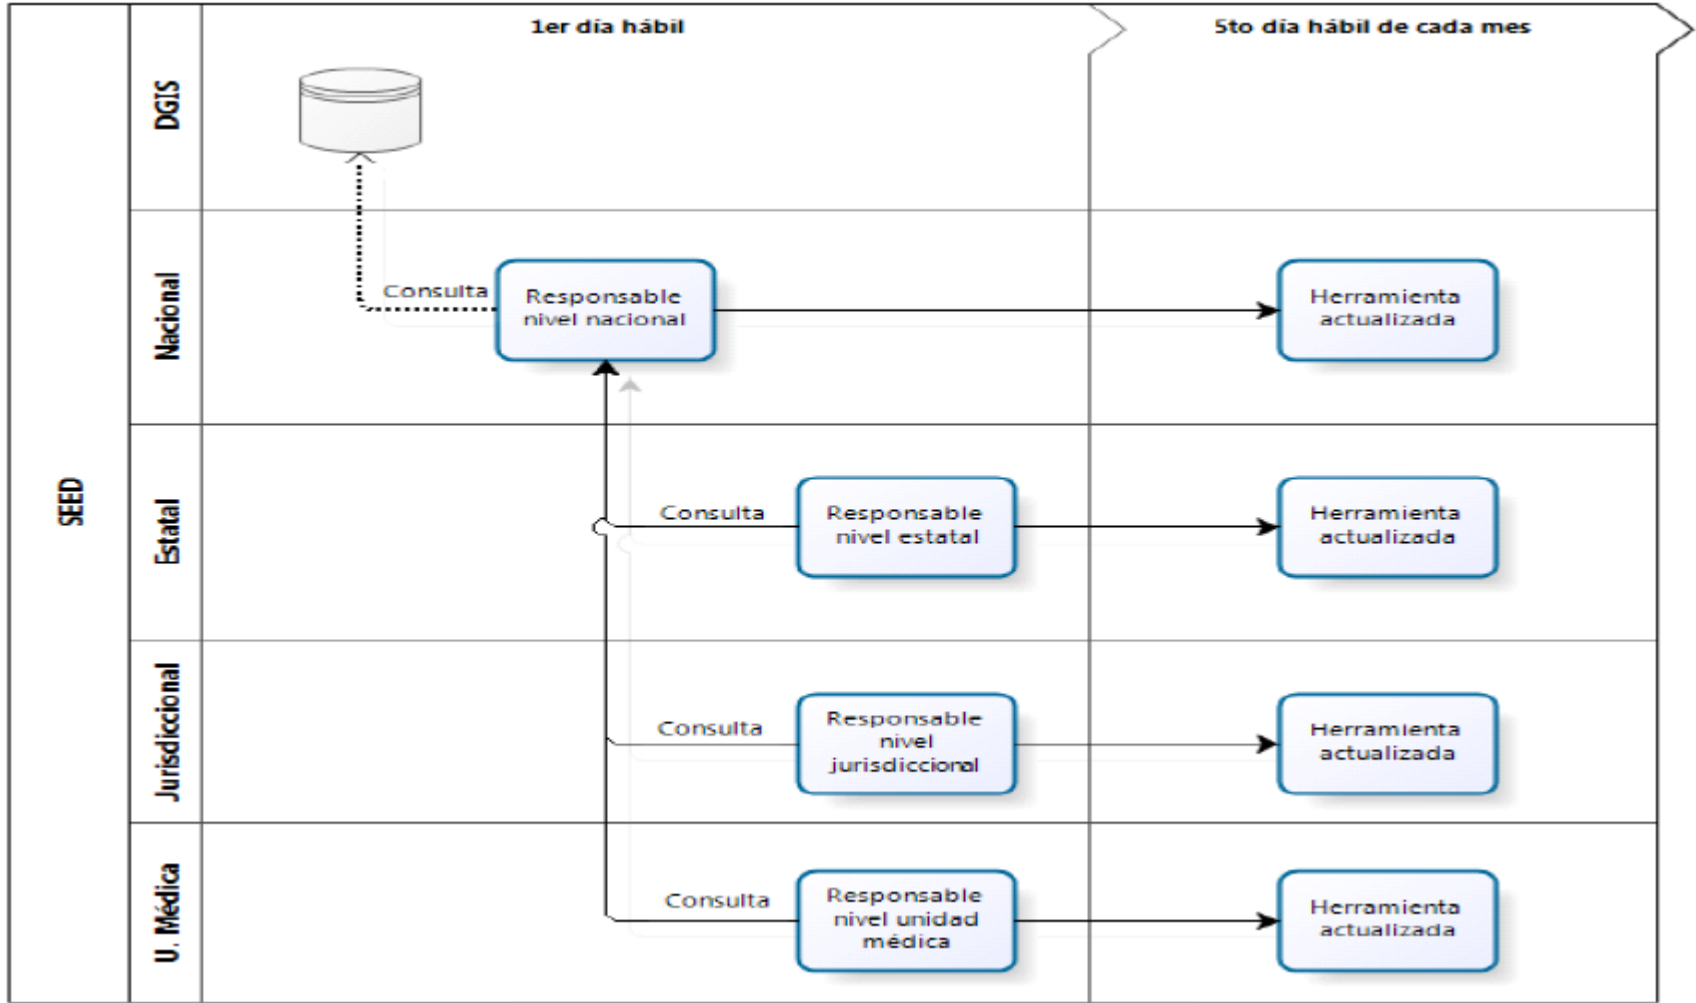 1er día hábil
5to día hábil de cada mes
SEED
DGIS
Nacional
Consulta
Responsable
nivel nacional
Herramienta
actualizada
Estatal
Consulta
Responsable
nivel estatal
Herramienta
actualizada
Jurisdiccional
Consulta
Responsable
nivel
jurisdiccional
Herramienta
actualizada
U. Médica
Consulta
Responsable
nivel unidad
médica
Herramienta
actualizada